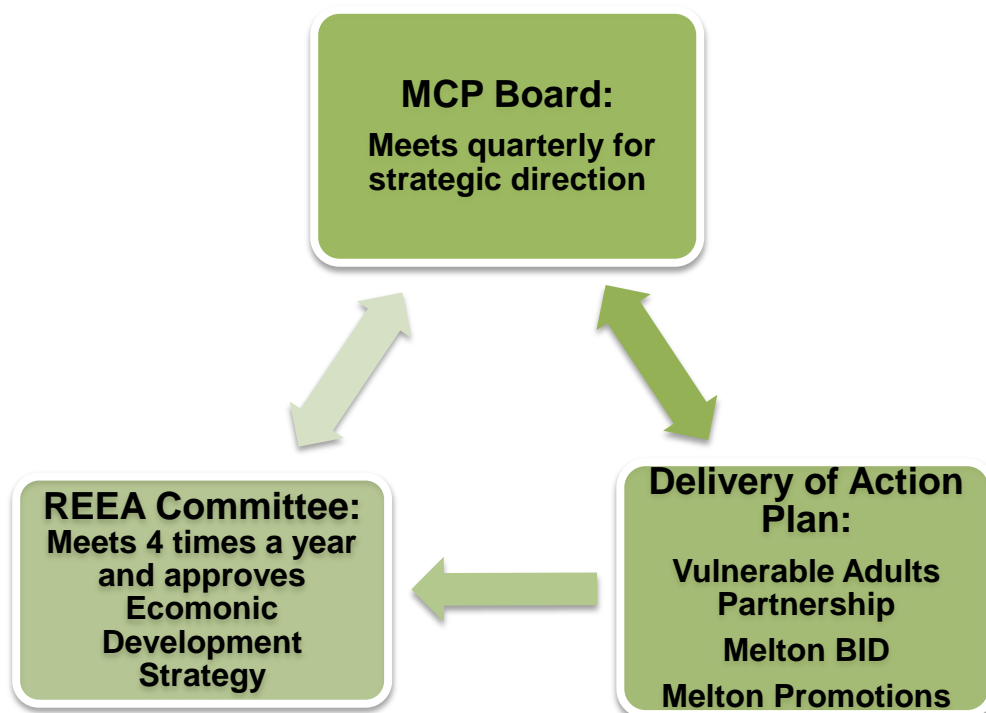 MCP Board:
Meets quarterly for
strategic direction
REEA Committee:
Meets 4 times a year
and approves
Ecomonic
Development
Strategy
Delivery of Action
Plan:
Vulnerable Adults
Partnership
Melton BID
Melton Promotions